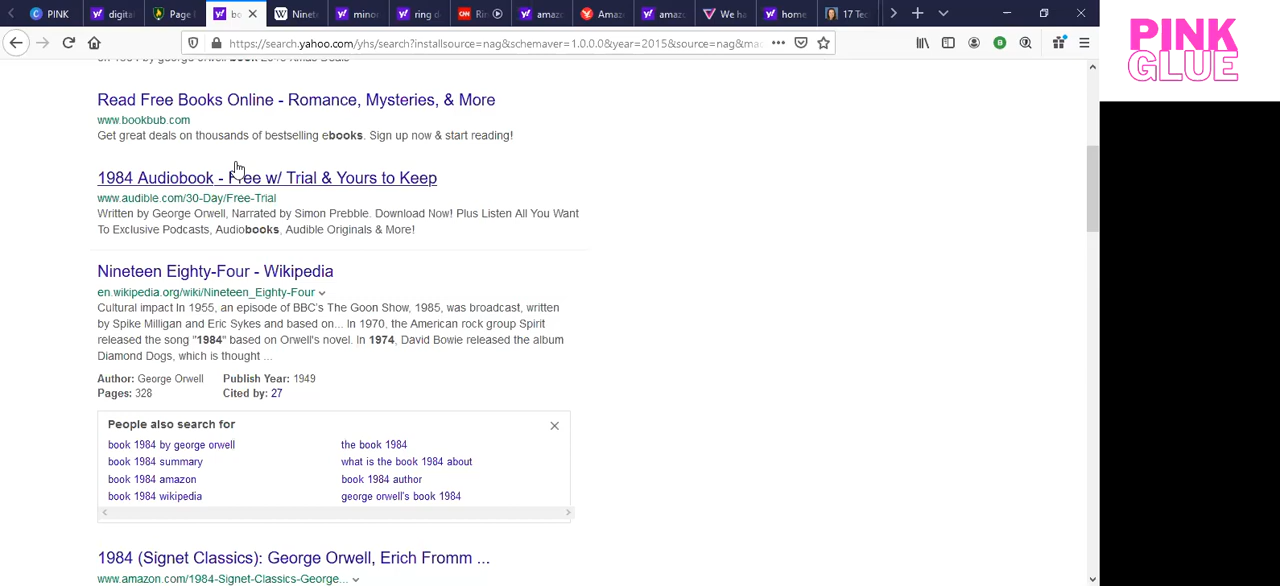 PINK
digita
Page
bo
Ninet
minor
ring d
CNN
Rin
amaz
Amaz
amaz
We ha
home
17 Tec
https://search.yahoo.com/yhs/search?installsource=nag&schemaver=1.0.0.0&year=2015&source=nag&ma
PINK
GLUE
Read Free Books Online - Romance, Mysteries, & More
www.bookbub.com
Get great deals on thousands of bestselling ebooks. Sign up now & start reading!
1984 Audiobook - Free w/ Trial & Yours to Keep
www.audible.com/30-Day/Free-Trial
Written by George Orwell, Narrated by Simon Prebble. Download Now! Plus Listen All You Want
To Exclusive Podcasts, Audiobooks, Audible Originals & More!
Nineteen Eighty-Four - Wikipedia
en.wikipedia.org/wiki/Nineteen_Eighty-Four
Cultural impact In 1955, an episode of BBC's The Goon Show, 1985, was broadcast, written
by Spike Milligan and Eric Sykes and based on... In 1970, the American rock group Spirit
released the song "1984" based on Orwell's novel. In 1974, David Bowie released the album
Diamond Dogs, which is thought ...
Author: George Orwell Publish Year: 1949
Pages: 328 Cited by: 27
People also search for
book 1984 by george orwell the book 1984
book 1984 summary what is the book 1984 about
book 1984 amazon book 1984 author
book 1984 wikipedia george orwell's book 1984
1984 (Signet Classics): George Orwell, Erich Fromm ...
www.amazon.com/1984-Signet-Classics-George...